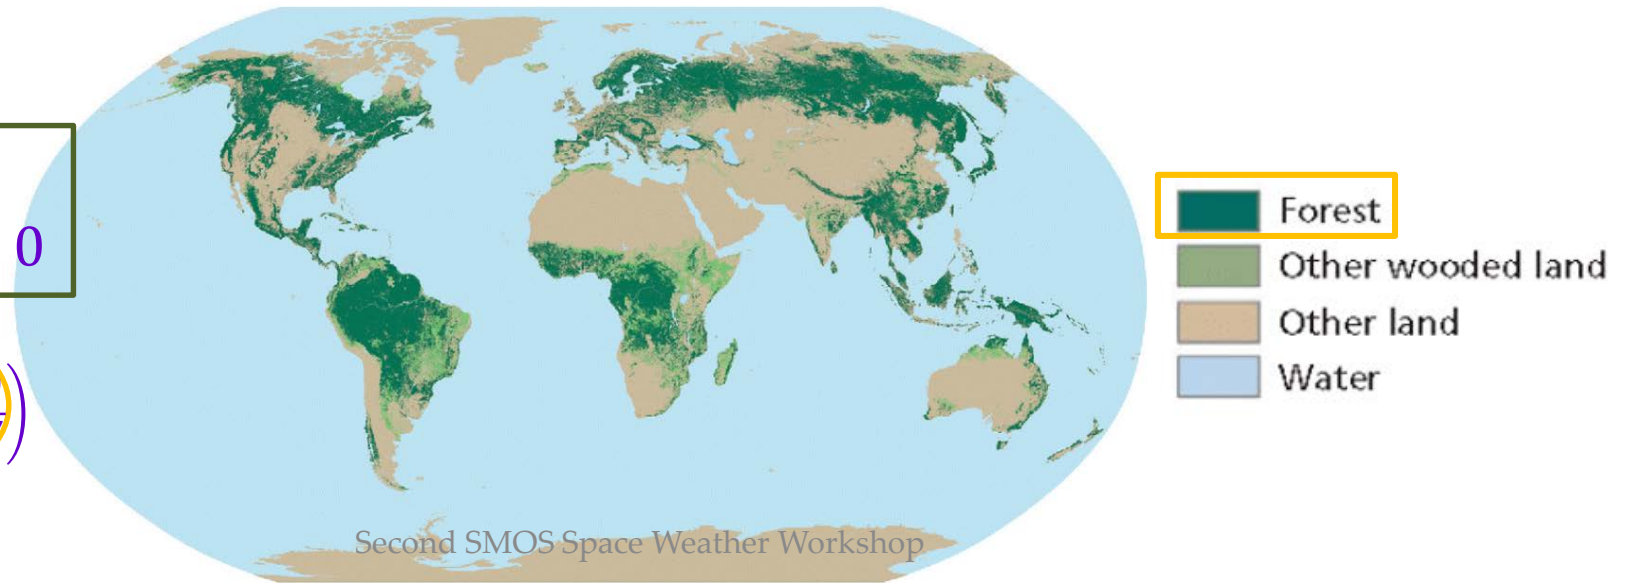 0
)
Forest
Other wooded land
Other land
Water
Second SMOS Space Weather Workshop